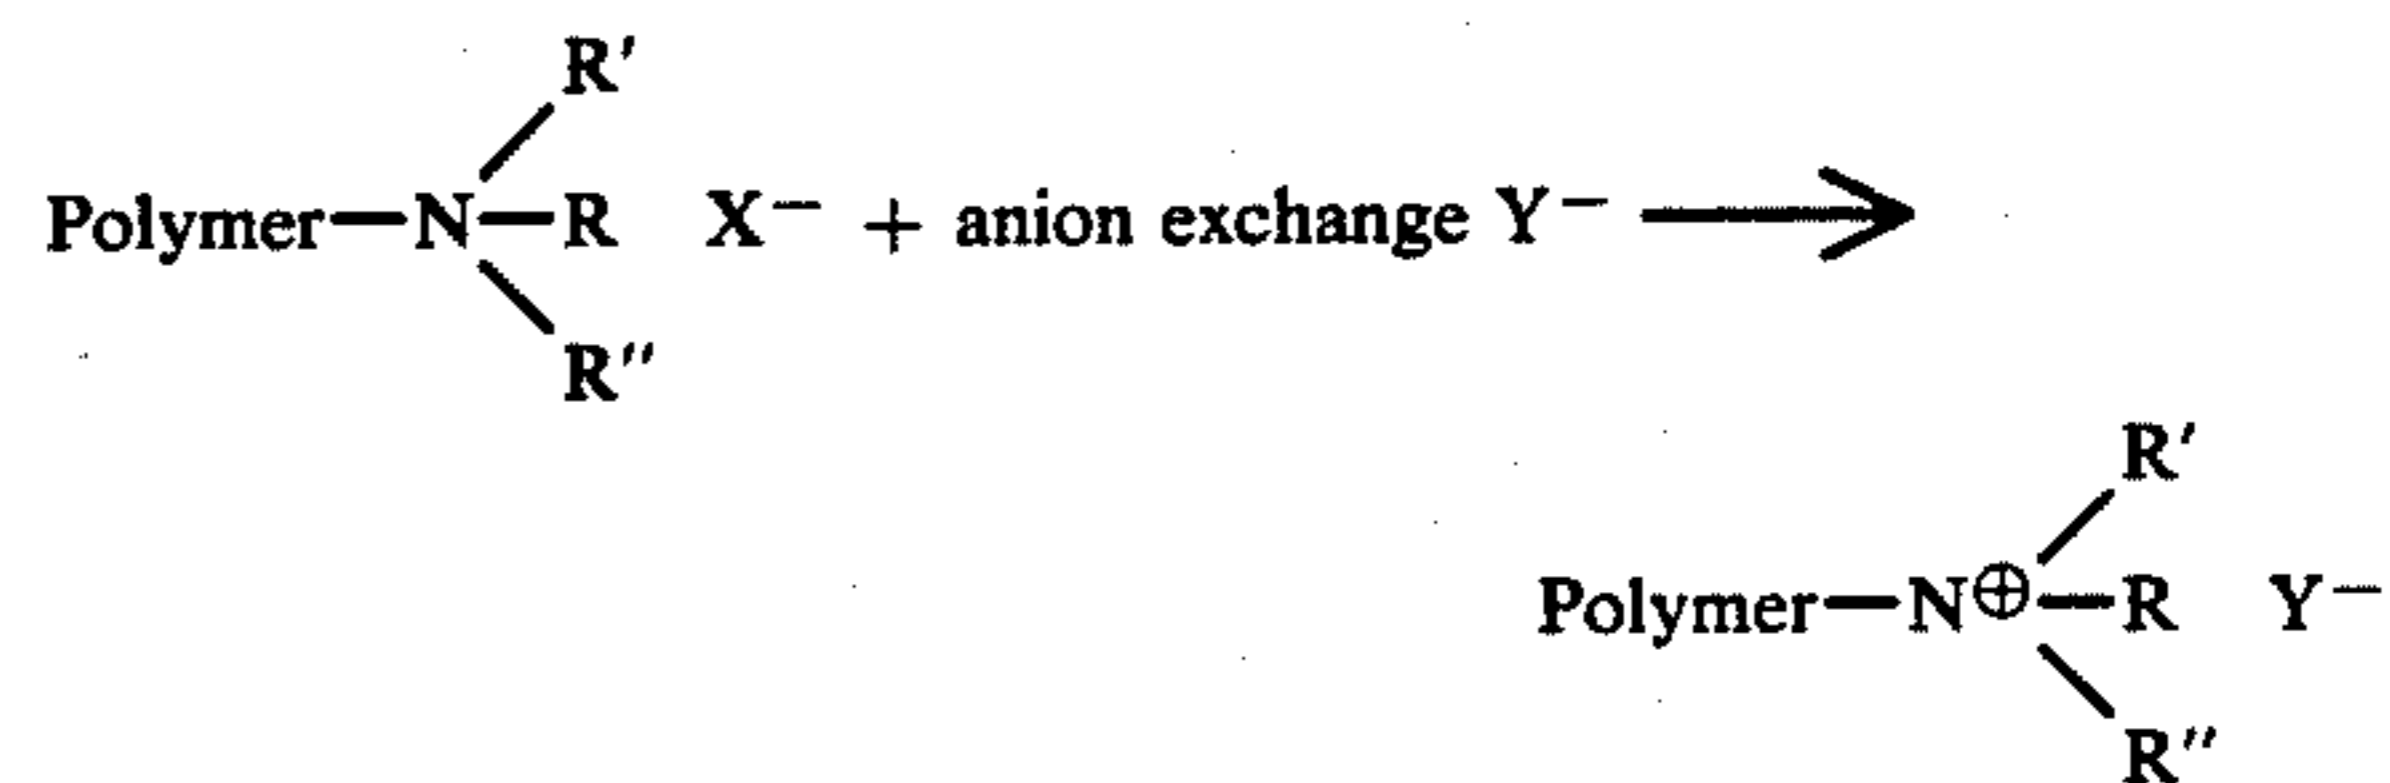 R'
Polymer—N—R X⁻ + anion exchange Y⁻ ⟶
R"
R'
Polymer—N⊕—R Y⁻
R"